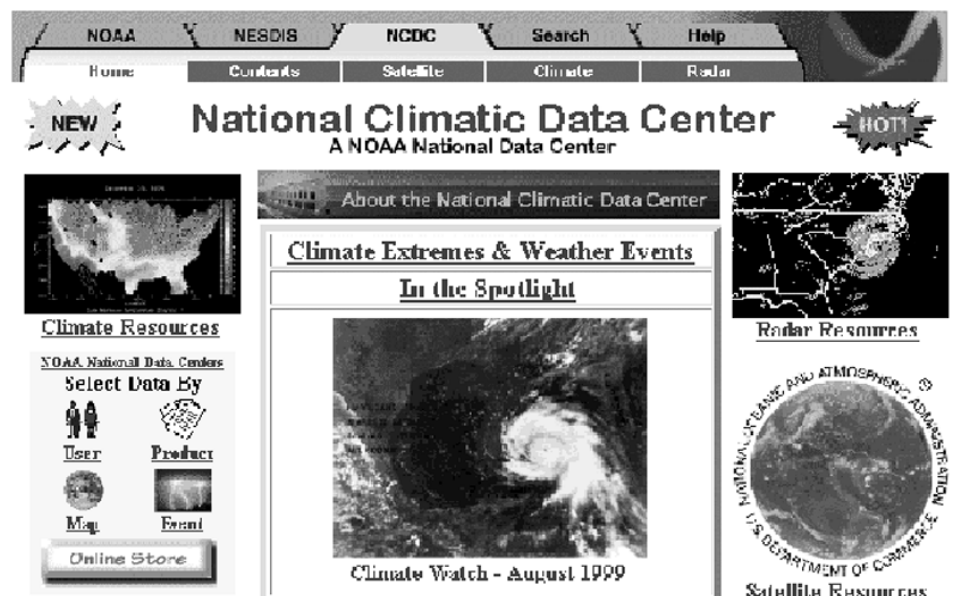 NOAA NESDIS NCDC Search Help
Home Contents Satellite Climate Radar
NEW
National Climatic Data Center
HOT!
A NOAA National Data Center
About the National Climatic Data Center
Climate Extremes & Weather Events
In the Spotlight
Climate Resources
Radar Resources
NOAA National Data Centers
Select Data By
User Product
Map Event
Online Store
Climate Watch - August 1999
NATIONAL OCEANIC AND ATMOSPHERIC ADMINISTRATION
U.S. DEPARTMENT OF COMMERCE
Satellite Resources